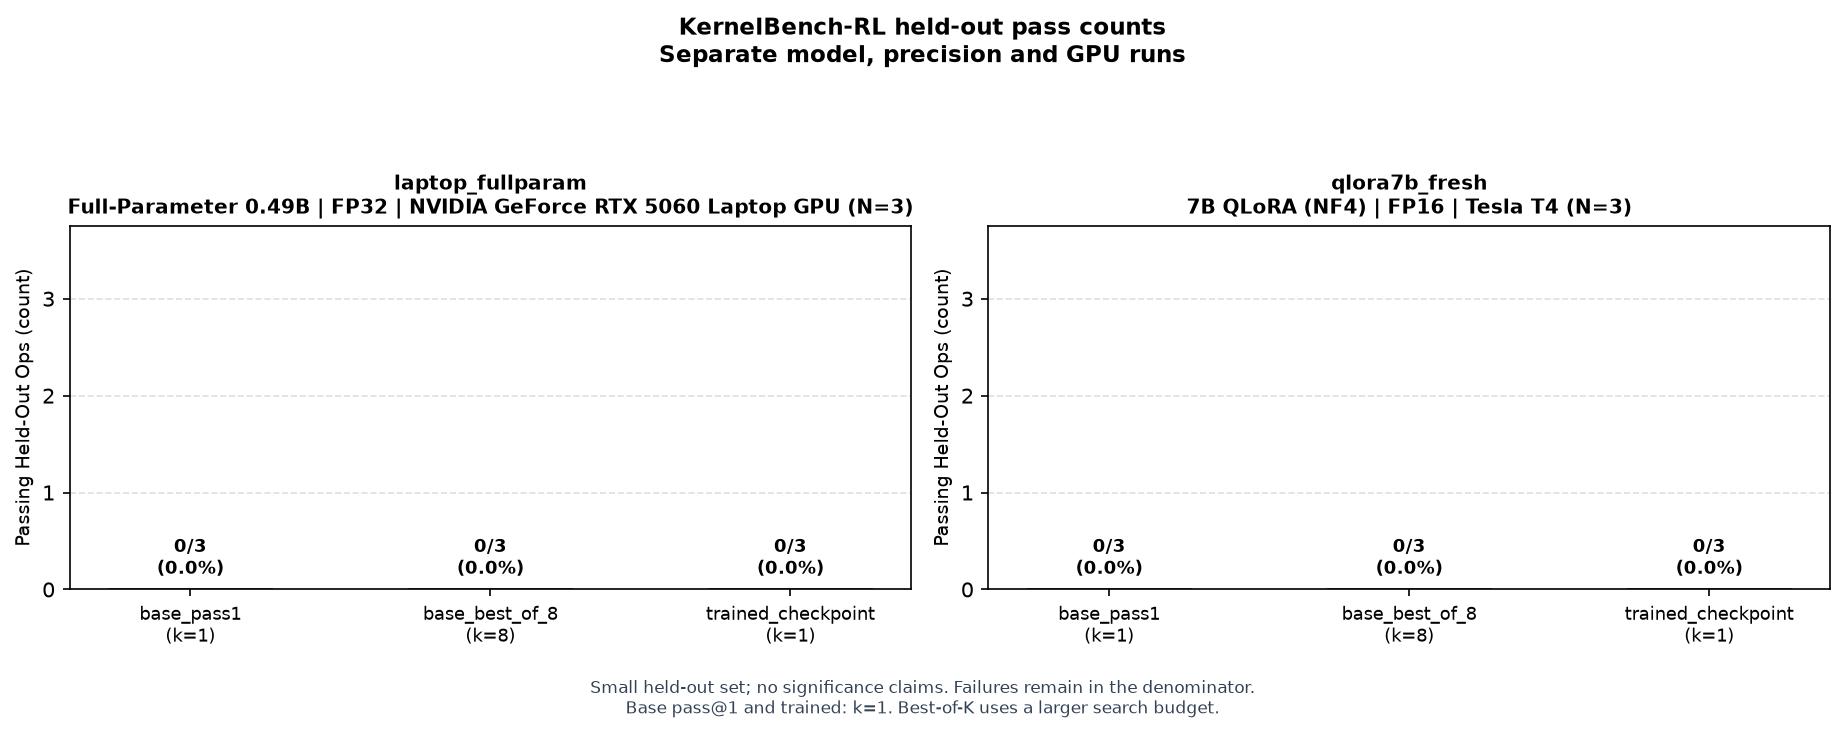 KernelBench-RL held-out pass counts
Separate model, precision and GPU runs
laptop_fullparam
Full-Parameter 0.49B | FP32 | NVIDIA GeForce RTX 5060 Laptop GPU (N=3)
Passing Held-Out Ops (count)
3
2
1
0
0/3
(0.0%)
0/3
(0.0%)
0/3
(0.0%)
base_pass1
(k=1)
base_best_of_8
(k=8)
trained_checkpoint
(k=1)
qlora7b_fresh
7B QLoRA (NF4) | FP16 | Tesla T4 (N=3)
Passing Held-Out Ops (count)
3
2
1
0
0/3
(0.0%)
0/3
(0.0%)
0/3
(0.0%)
base_pass1
(k=1)
base_best_of_8
(k=8)
trained_checkpoint
(k=1)
Small held-out set; no significance claims. Failures remain in the denominator.
Base pass@1 and trained: k=1. Best-of-K uses a larger search budget.